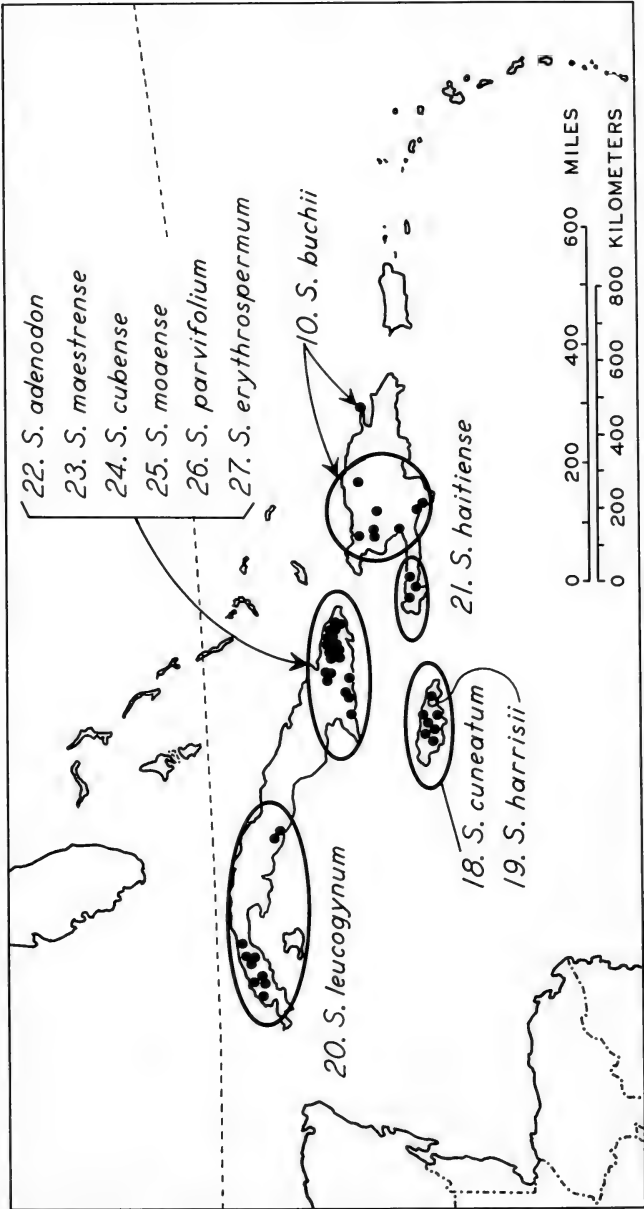 22. S. adenodon
23. S. maestrense
24. S. cubense
25. S. moaense
26. S. parvifolium
27. S. erythrospermum
10. S. buchii
20. S. leucogynum
21. S. haitiense
18. S. cuneatum
19. S. harrisii
0 200 400 600 MILES
0 200 400 600 800 KILOMETERS